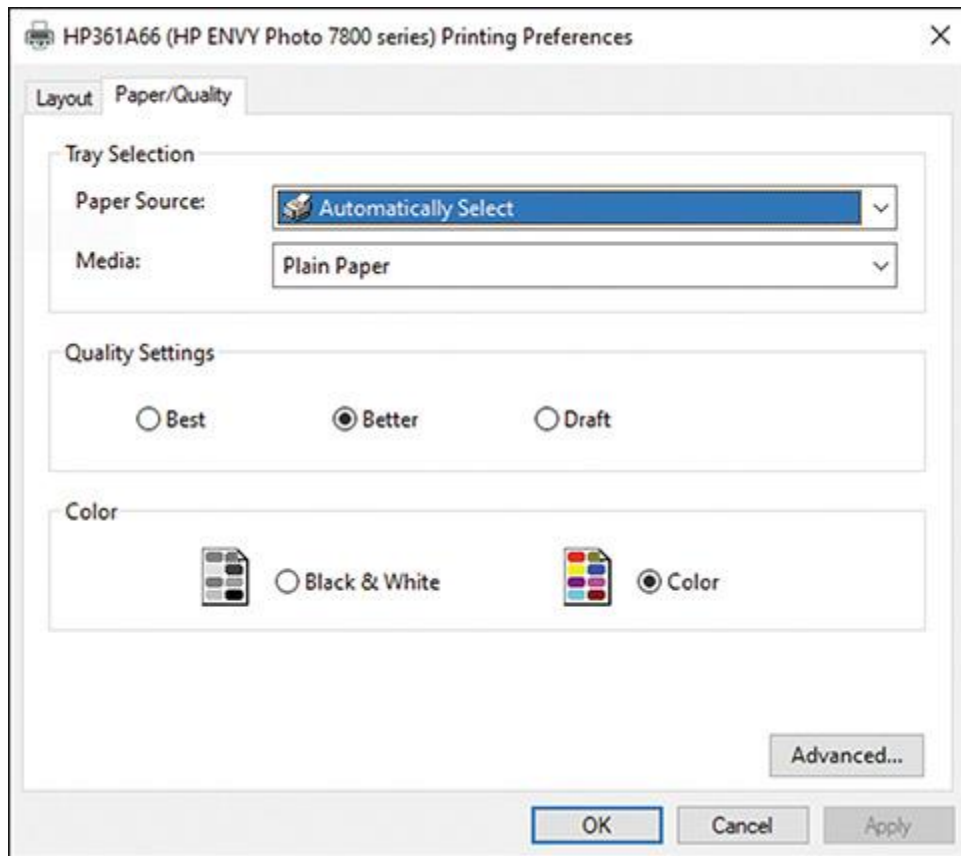 HP361A66 (HP ENVY Photo 7800 series) Printing Preferences
Layout Paper/Quality
Tray Selection
Paper Source: Automatically Select
Media: Plain Paper
Quality Settings
Best Better Draft
Color
Black & White Color
Advanced...
OK Cancel Apply